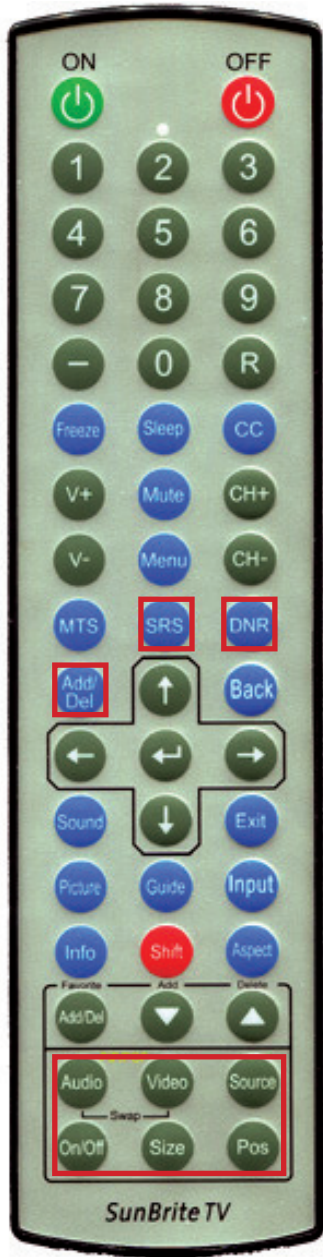 ON OFF
1 2 3
4 5 6
7 8 9
– 0 R
Freeze Sleep CC
V+ Mute CH+
V- Menu CH-
MTS SRS DNR
Add/
Del
Back
Sound Exit
Picture Guide Input
Info Shift Aspect
Favorite Add Delete
Add/Del
Audio Video Source
Swap
On/Off Size Pos
SunBrite TV